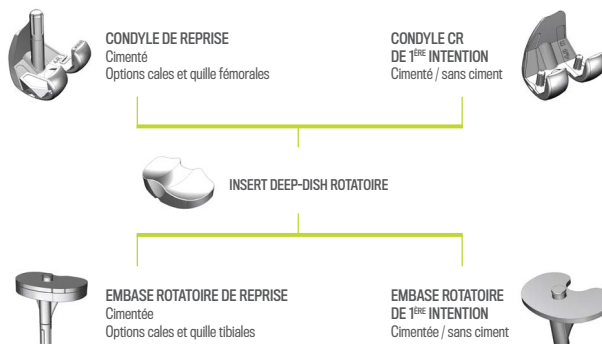 CONDYLE DE REPRISE
Cimenté
Options cales et quille fémorales
CONDYLE CR
DE 1ÈRE INTENTION
Cimenté / sans ciment
INSERT DEEP-DISH ROTATOIRE
EMBASE ROTATOIRE DE REPRISE
Cimentée
Options cales et quille tibiales
EMBASE ROTATOIRE
DE 1ÈRE INTENTION
Cimentée / sans ciment